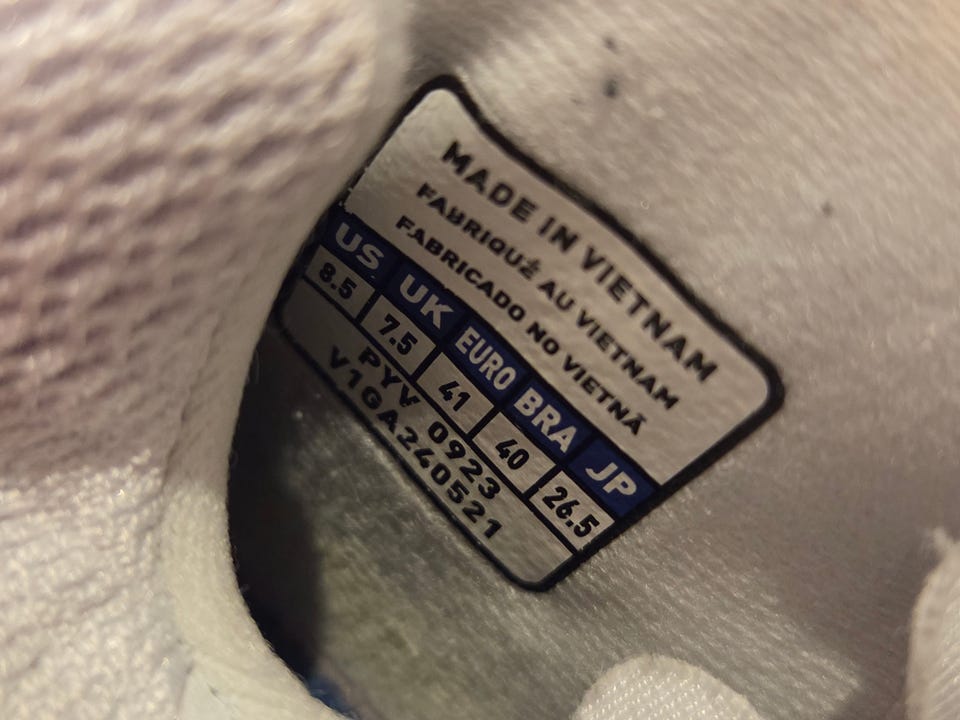 MADE IN VIETNAM
FABRIQUÉ AU VIETNAM
FABRICADO NO VIETNÃ
US UK EURO BRA JP
8.5 7.5 41 40 26.5
PYV 0923
V1GA240521